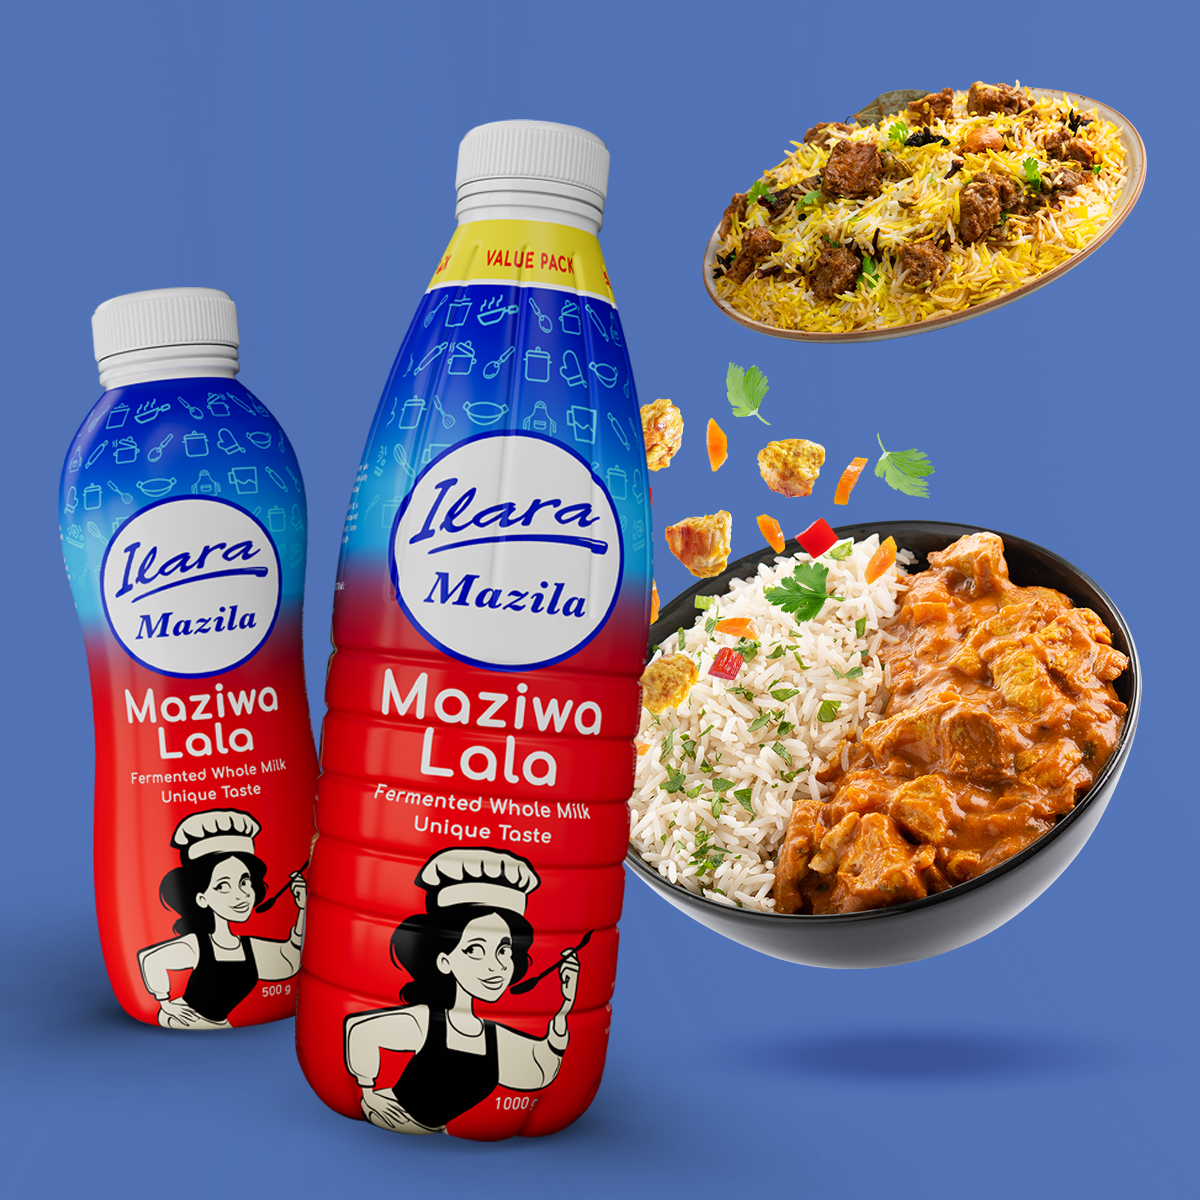 Ilara
Mazila
Maziwa
Lala
Fermented Whole Milk
Unique Taste
500 g
VALUE PACK
Ilara
Mazila
Maziwa
Lala
Fermented Whole Milk
Unique Taste
1000 g